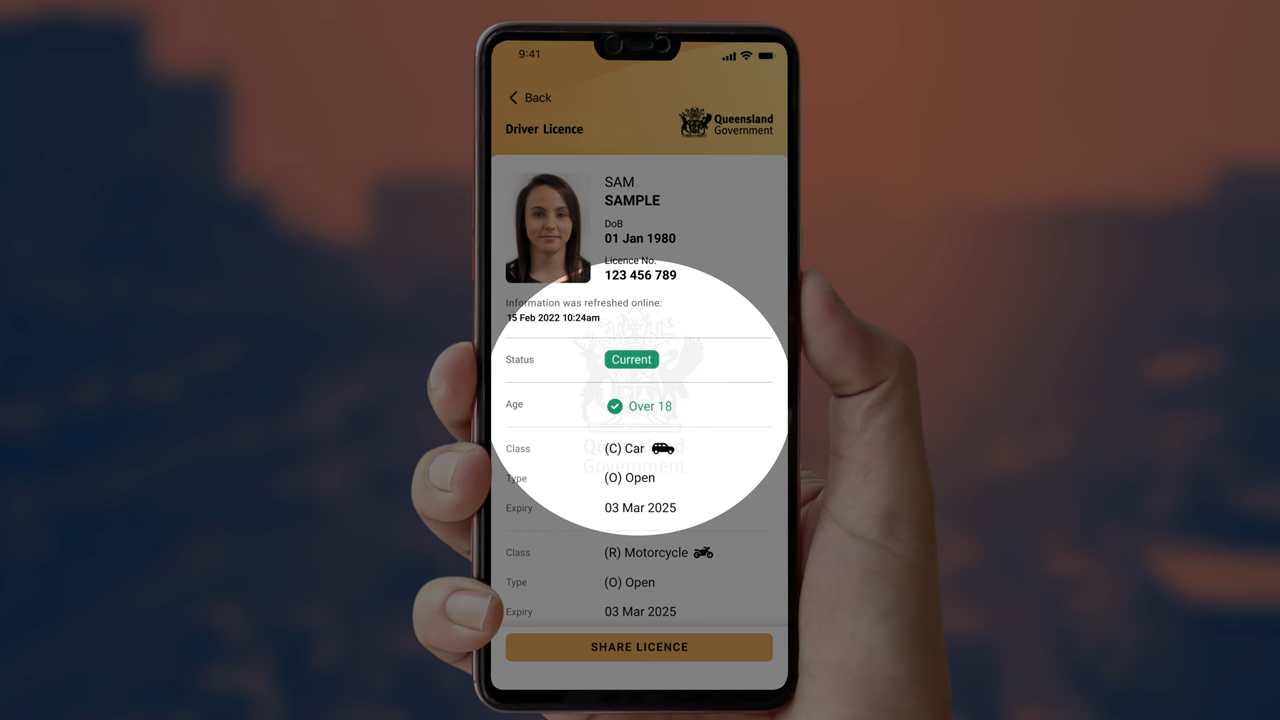 9:41
Back
Driver Licence
Queensland
Government
SAM
SAMPLE
DoB
01 Jan 1980
Licence No.
123 456 789
Information was refreshed online:
15 Feb 2022 10:24am
Status Current
Age Over 18
Queensland
Government
Class (C) Car
Type (O) Open
Expiry 03 Mar 2025
Class (R) Motorcycle
Type (O) Open
Expiry 03 Mar 2025
SHARE LICENCE